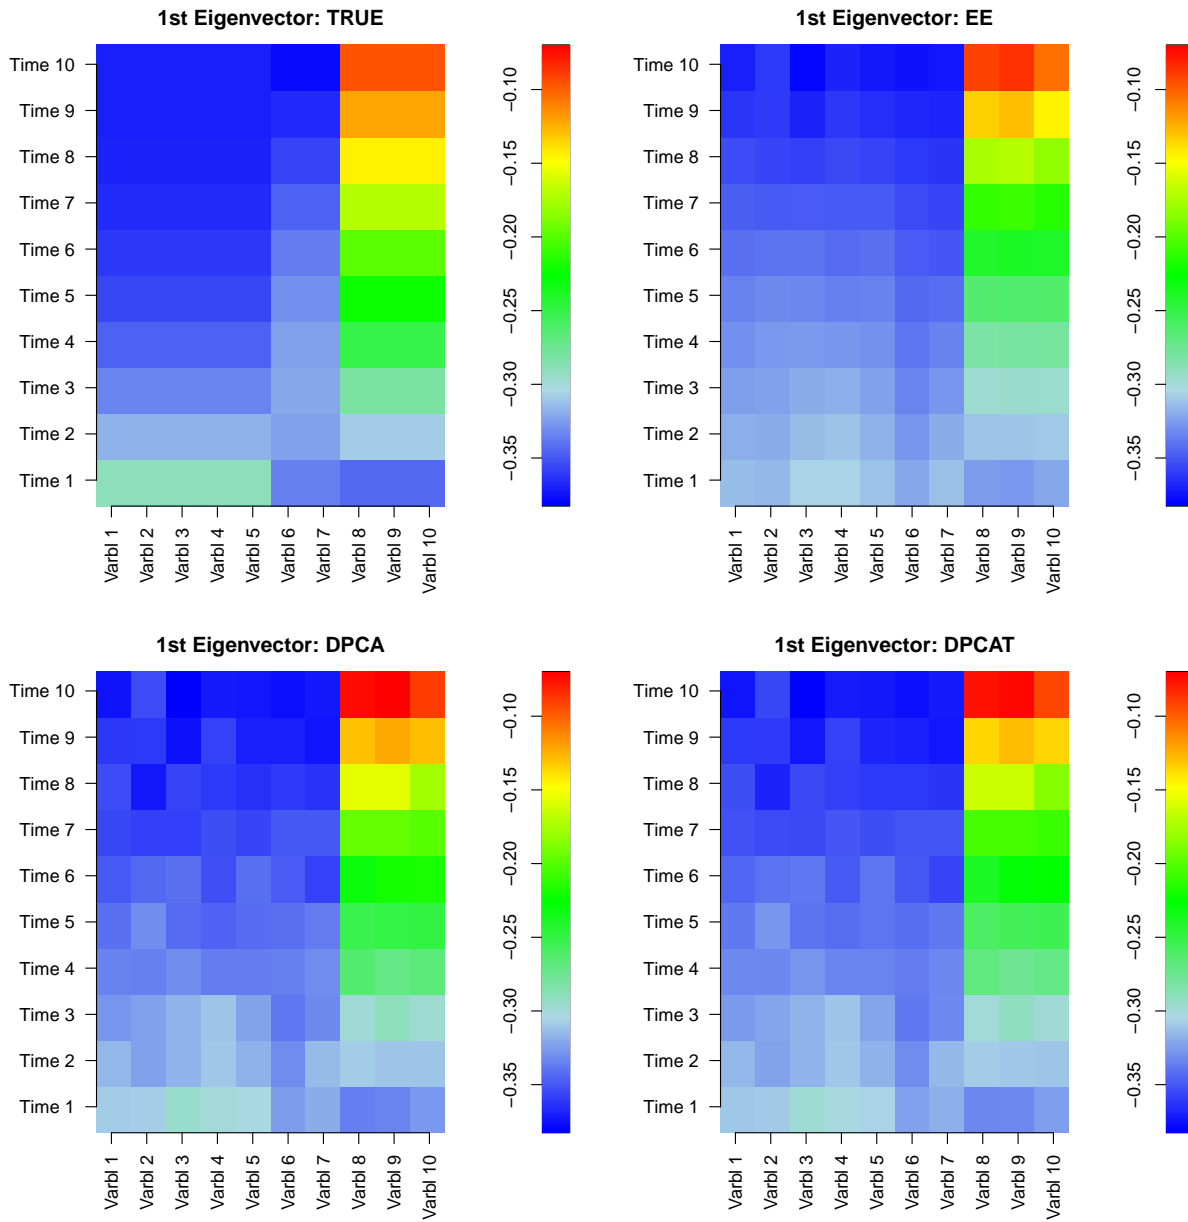 1st Eigenvector: TRUE
Time 10
Time 9
Time 8
Time 7
Time 6
Time 5
Time 4
Time 3
Time 2
Time 1
Varbl 1
Varbl 2
Varbl 3
Varbl 4
Varbl 5
Varbl 6
Varbl 7
Varbl 8
Varbl 9
Varbl 10
−0.10
−0.15
−0.20
−0.25
−0.30
−0.35
1st Eigenvector: EE
Time 10
Time 9
Time 8
Time 7
Time 6
Time 5
Time 4
Time 3
Time 2
Time 1
Varbl 1
Varbl 2
Varbl 3
Varbl 4
Varbl 5
Varbl 6
Varbl 7
Varbl 8
Varbl 9
Varbl 10
−0.10
−0.15
−0.20
−0.25
−0.30
−0.35
1st Eigenvector: DPCA
Time 10
Time 9
Time 8
Time 7
Time 6
Time 5
Time 4
Time 3
Time 2
Time 1
Varbl 1
Varbl 2
Varbl 3
Varbl 4
Varbl 5
Varbl 6
Varbl 7
Varbl 8
Varbl 9
Varbl 10
−0.10
−0.15
−0.20
−0.25
−0.30
−0.35
1st Eigenvector: DPCAT
Time 10
Time 9
Time 8
Time 7
Time 6
Time 5
Time 4
Time 3
Time 2
Time 1
Varbl 1
Varbl 2
Varbl 3
Varbl 4
Varbl 5
Varbl 6
Varbl 7
Varbl 8
Varbl 9
Varbl 10
−0.10
−0.15
−0.20
−0.25
−0.30
−0.35